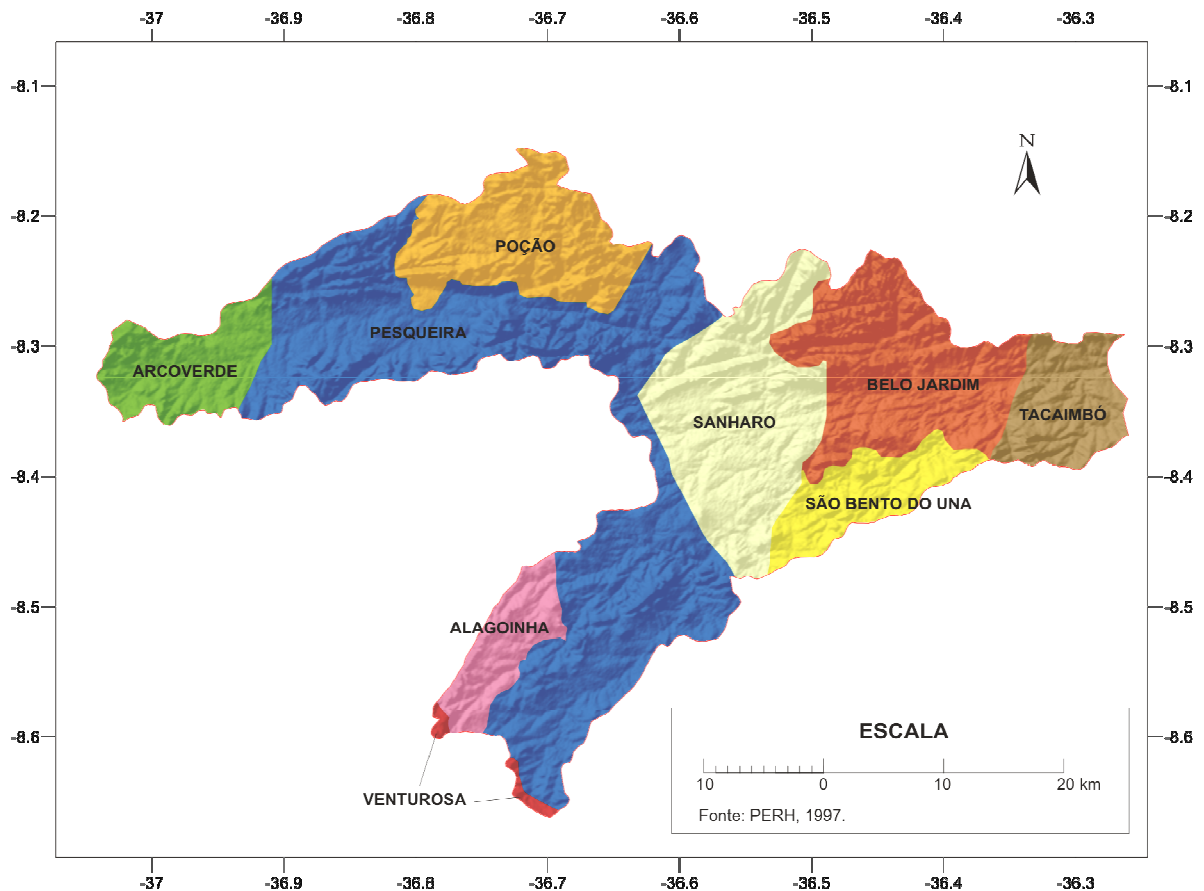 -37 -36.9 -36.8 -36.7 -36.6 -36.5 -36.4 -36.3
-8.1 -8.1
N
-8.2 -8.2
POÇÃO
PESQUEIRA
-8.3 -8.3
ARCOVERDE
BELO JARDIM
TACAIMBÓ
SANHARO
-8.4 -8.4
SÃO BENTO DO UNA
-8.5 -8.5
ALAGOINHA
-8.6 -8.6
ESCALA
10 0 10 20 km
VENTUROSA
Fonte: PERH, 1997.
-37 -36.9 -36.8 -36.7 -36.6 -36.5 -36.4 -36.3